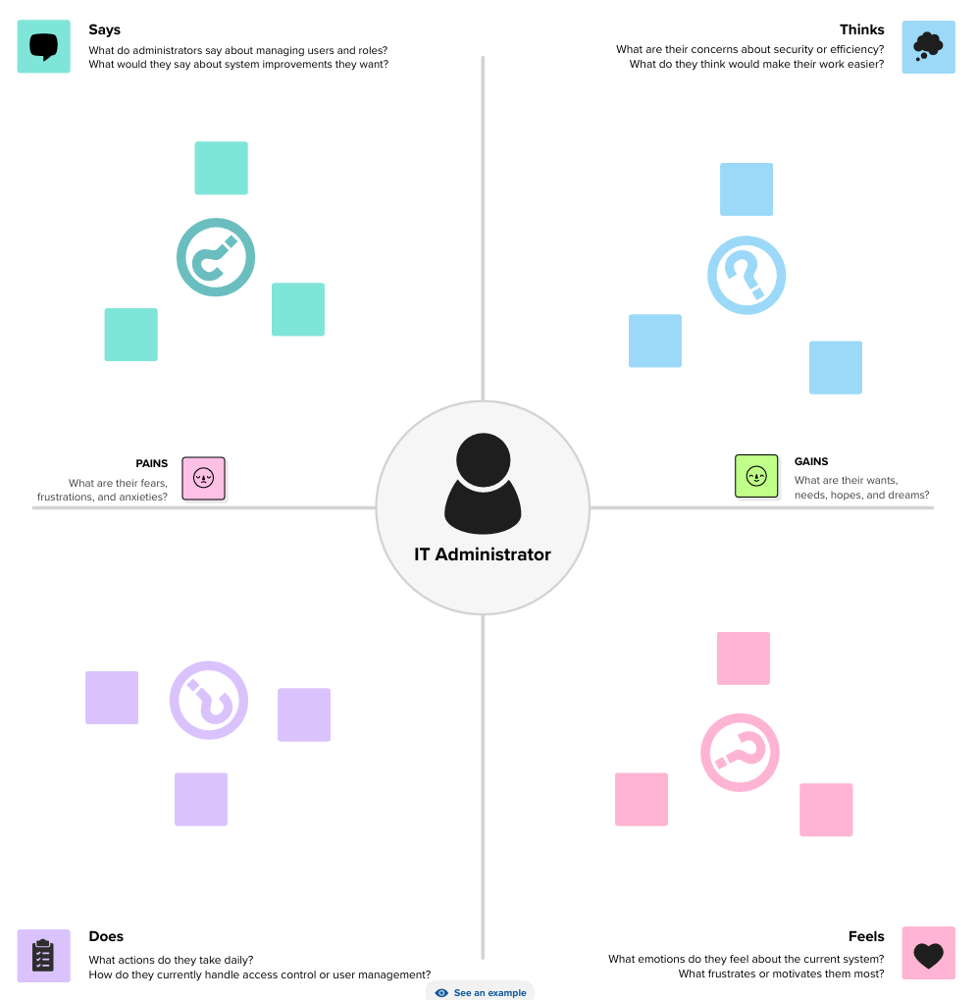 Says
What do administrators say about managing users and roles?
What would they say about system improvements they want?
Thinks
What are their concerns about security or efficiency?
What do they think would make their work easier?
PAINS
What are their fears,
frustrations, and anxieties?
GAINS
What are their wants,
needs, hopes, and dreams?
IT Administrator
Does
What actions do they take daily?
How do they currently handle access control or user management?
Feels
What emotions do they feel about the current system?
What frustrates or motivates them most?
See an example